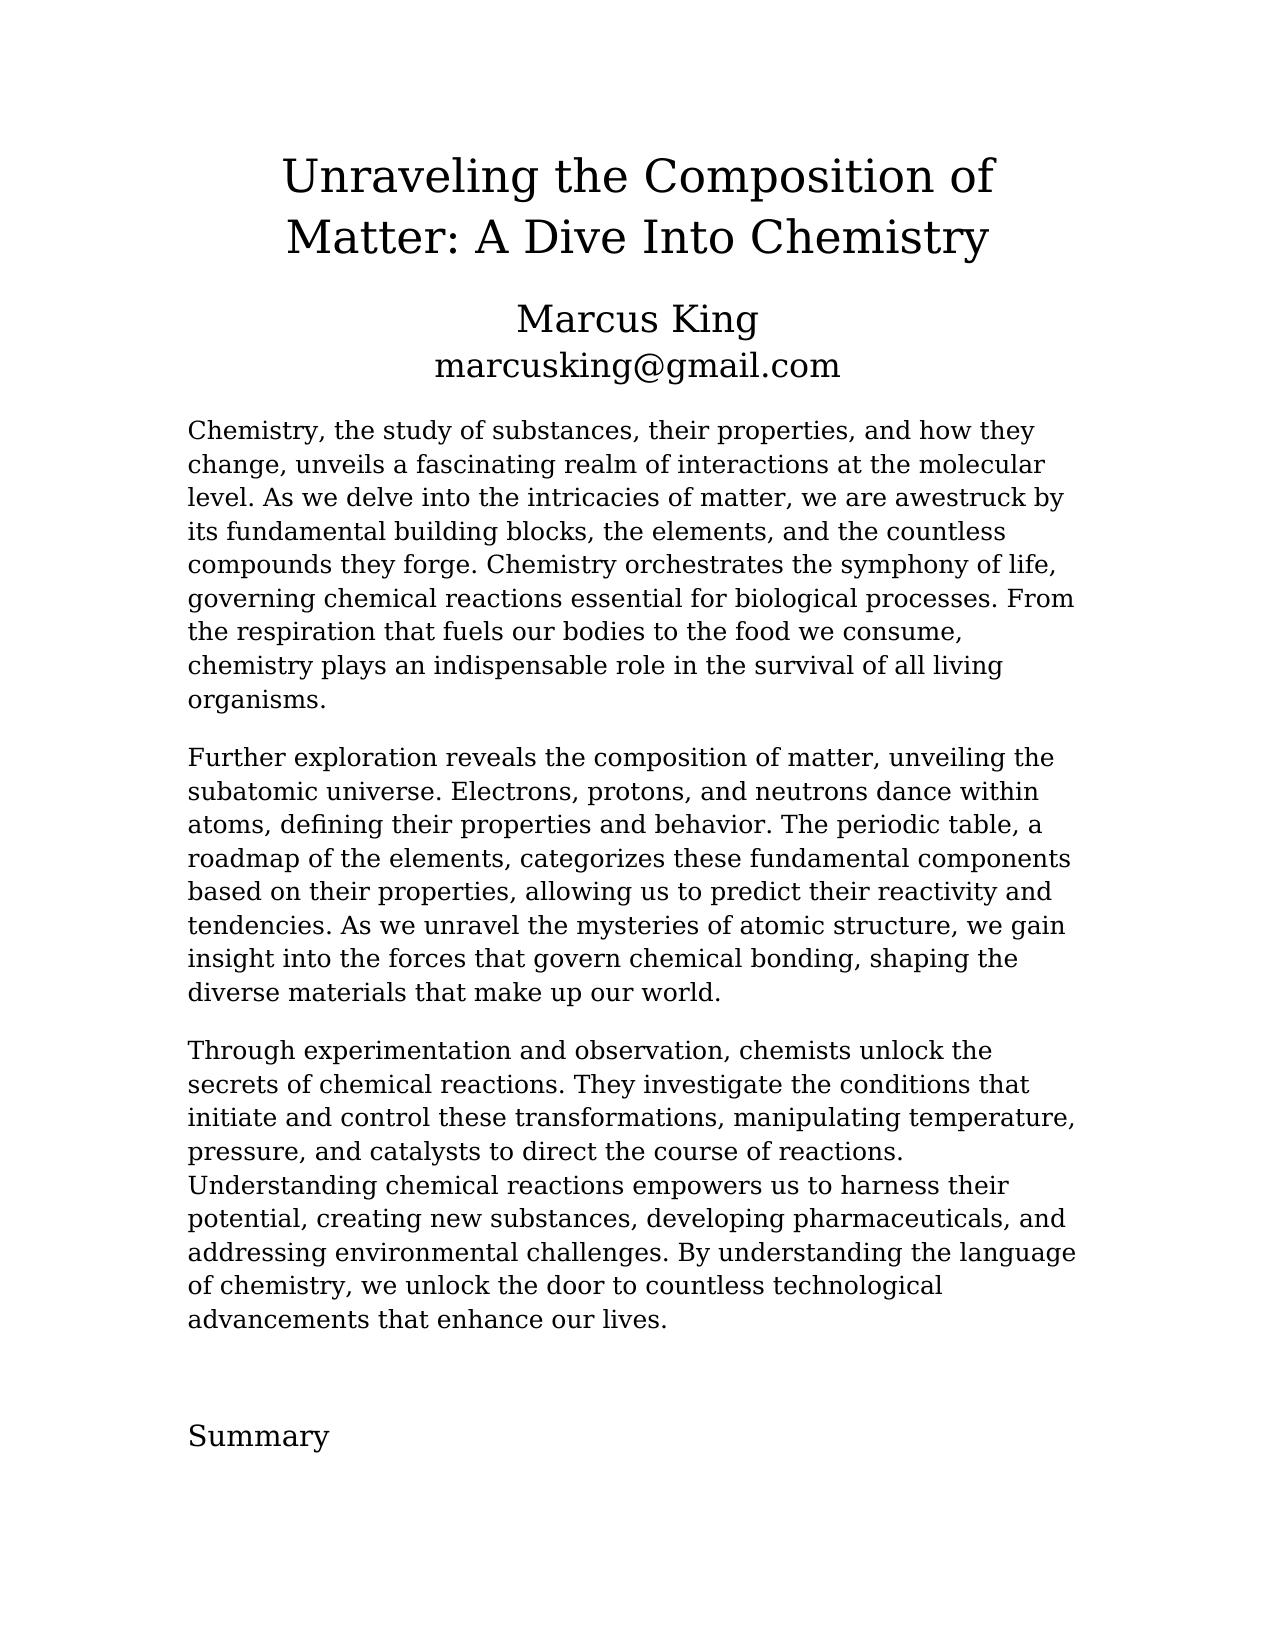 Unraveling the Composition of
Matter: A Dive Into Chemistry
Marcus King
marcusking@gmail.com
Chemistry, the study of substances, their properties, and how they
change, unveils a fascinating realm of interactions at the molecular
level. As we delve into the intricacies of matter, we are awestruck by
its fundamental building blocks, the elements, and the countless
compounds they forge. Chemistry orchestrates the symphony of life,
governing chemical reactions essential for biological processes. From
the respiration that fuels our bodies to the food we consume,
chemistry plays an indispensable role in the survival of all living
organisms.
Further exploration reveals the composition of matter, unveiling the
subatomic universe. Electrons, protons, and neutrons dance within
atoms, defining their properties and behavior. The periodic table, a
roadmap of the elements, categorizes these fundamental components
based on their properties, allowing us to predict their reactivity and
tendencies. As we unravel the mysteries of atomic structure, we gain
insight into the forces that govern chemical bonding, shaping the
diverse materials that make up our world.
Through experimentation and observation, chemists unlock the
secrets of chemical reactions. They investigate the conditions that
initiate and control these transformations, manipulating temperature,
pressure, and catalysts to direct the course of reactions.
Understanding chemical reactions empowers us to harness their
potential, creating new substances, developing pharmaceuticals, and
addressing environmental challenges. By understanding the language
of chemistry, we unlock the door to countless technological
advancements that enhance our lives.
Summary